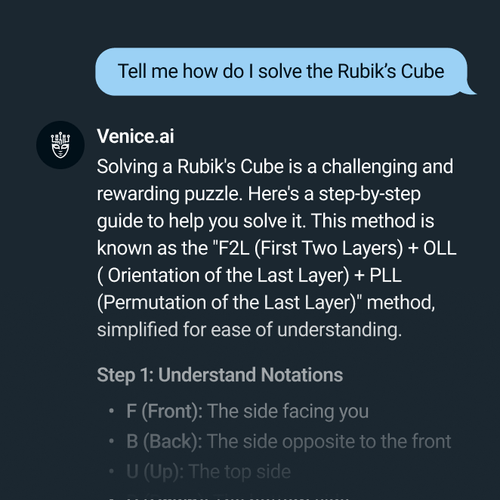 Tell me how do I solve the Rubik’s Cube
Venice.ai
Solving a Rubik's Cube is a challenging and
rewarding puzzle. Here's a step-by-step
guide to help you solve it. This method is
known as the "F2L (First Two Layers) + OLL
( Orientation of the Last Layer) + PLL
(Permutation of the Last Layer)" method,
simplified for ease of understanding.
Step 1: Understand Notations
• F (Front): The side facing you
• B (Back): The side opposite to the front
• U (Up): The top side